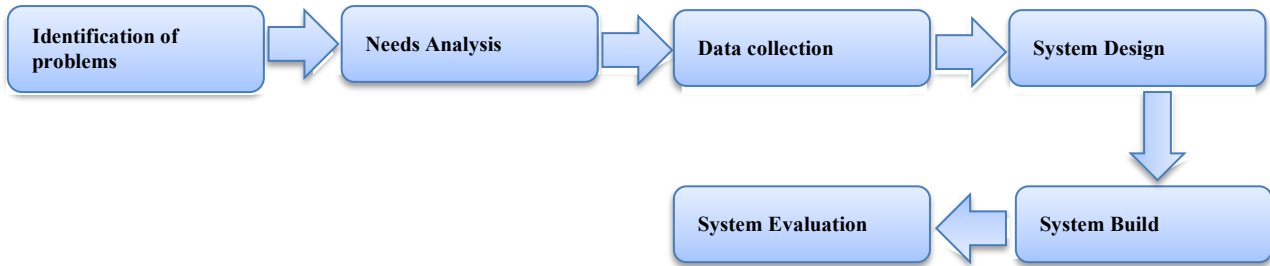 Identification of
problems
Needs Analysis
Data collection
System Design
System Build
System Evaluation